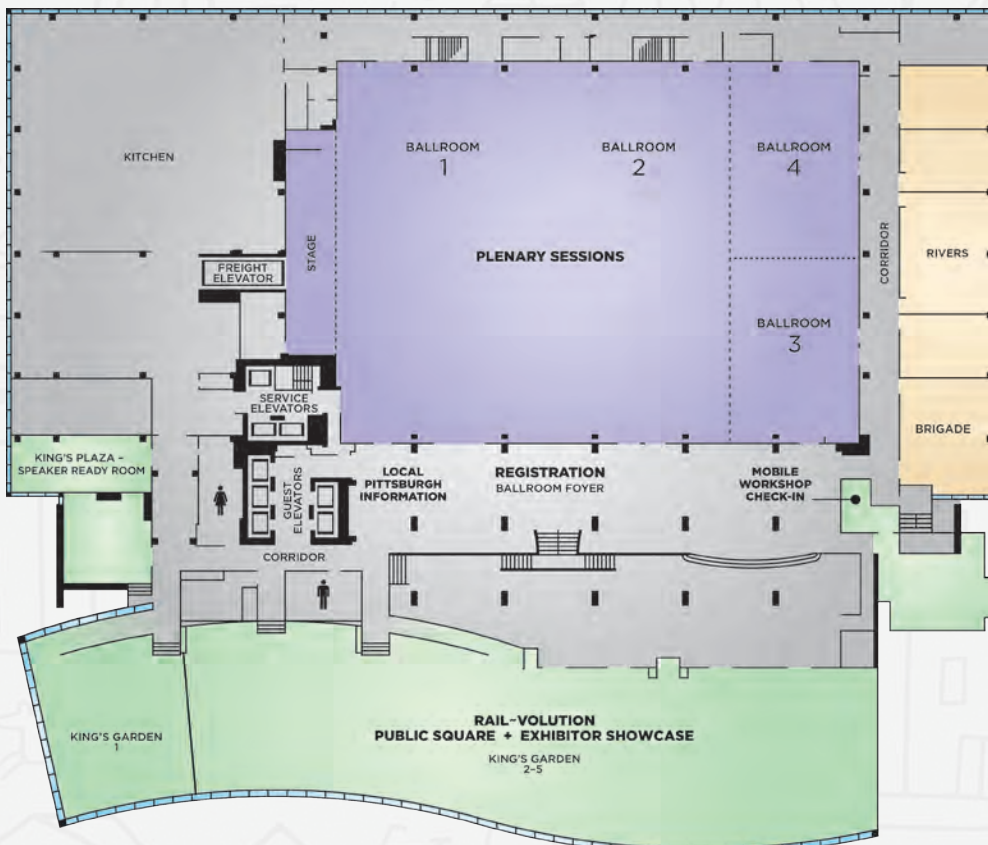 KITCHEN
BALLROOM
1
BALLROOM
2
BALLROOM
4
STAGE
PLENARY SESSIONS
CORRIDOR
RIVERS
FREIGHT
ELEVATOR
BALLROOM
3
SERVICE
ELEVATORS
BRIGADE
KING'S PLAZA –
SPEAKER READY ROOM
GUEST
ELEVATORS
LOCAL
PITTSBURGH
INFORMATION
REGISTRATION
BALLROOM FOYER
MOBILE
WORKSHOP
CHECK-IN
CORRIDOR
KING'S GARDEN
1
RAIL~VOLUTION
PUBLIC SQUARE + EXHIBITOR SHOWCASE
KING'S GARDEN
2-5